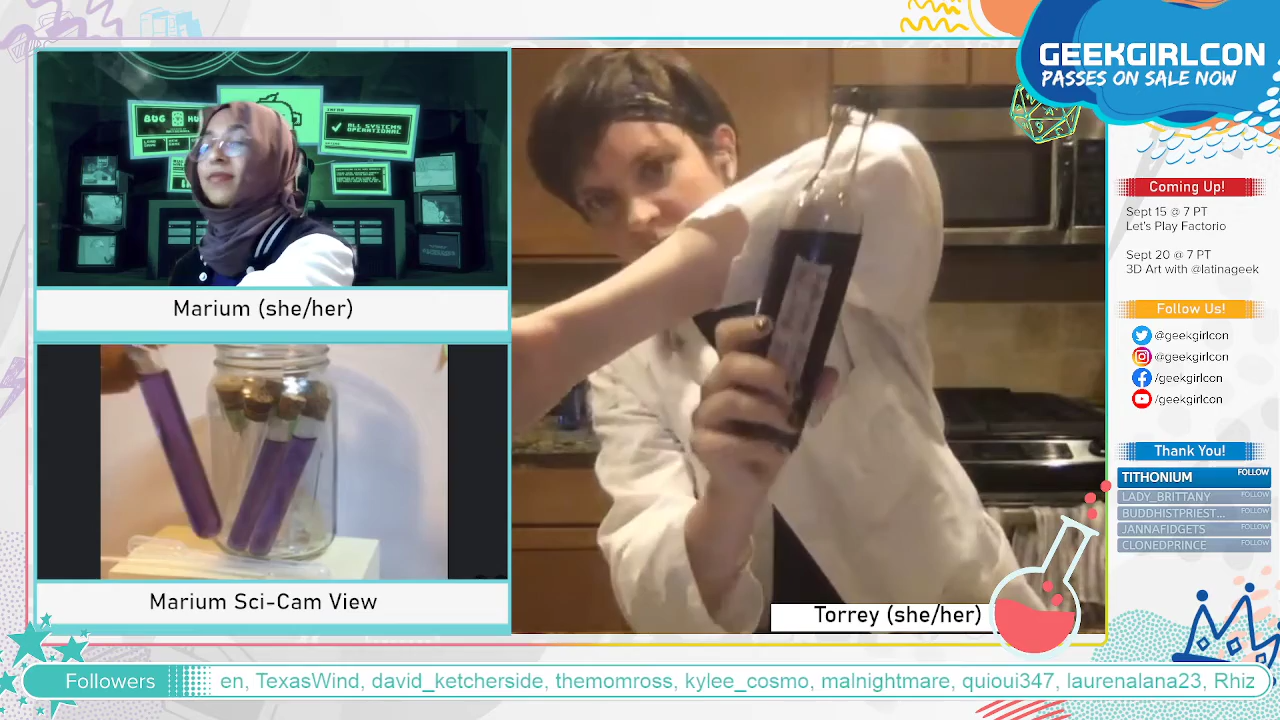 GEEKGIRLCON
PASSES ON SALE NOW
BUG HU
ALL SYSTEMS
OPERATIONAL
Marium (she/her)
Marium Sci-Cam View
Torrey (she/her)
Coming Up!
Sept 15 @ 7 PT
Let's Play Factorio
Sept 20 @ 7 PT
3D Art with @latinageek
Follow Us!
@geekgirlcon
@geekgirlcon
/geekgirlcon
/geekgirlcon
Thank You!
TITHONIUM FOLLOW
LADY_BRITTANY FOLLOW
BUDDHISTPRIEST... FOLLOW
JANNAFIDGETS FOLLOW
CLONEDPRINCE FOLLOW
Followers en, TexasWind, david_ketcherside, themomross, kylee_cosmo, malnightmare, quioui347, laurenalana23, Rhiz